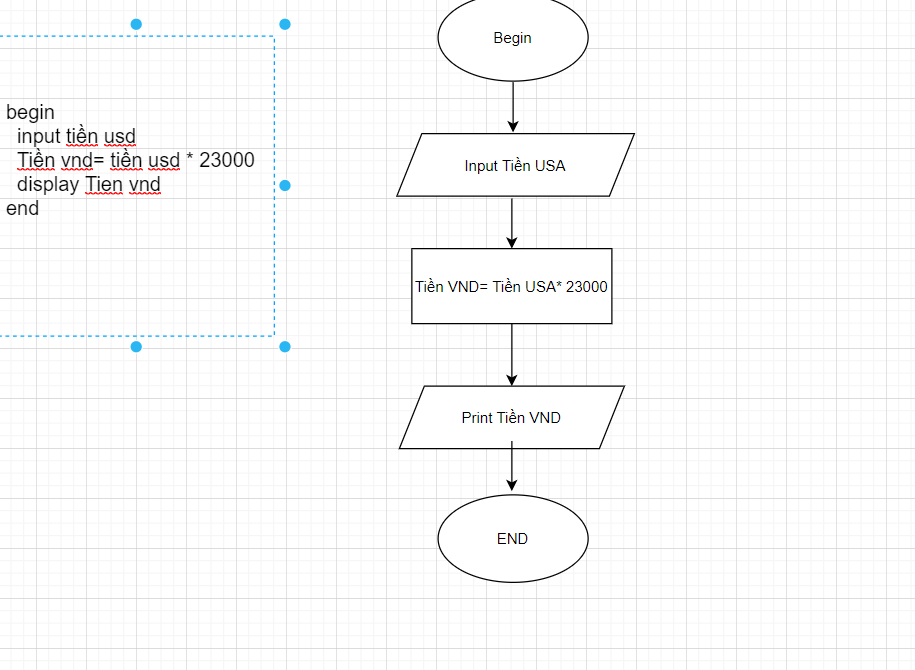 begin
input tiền usd
Tiền vnd= tiền usd * 23000
display Tien vnd
end
Begin
Input Tiền USA
Tiền VND= Tiền USA* 23000
Print Tiền VND
END